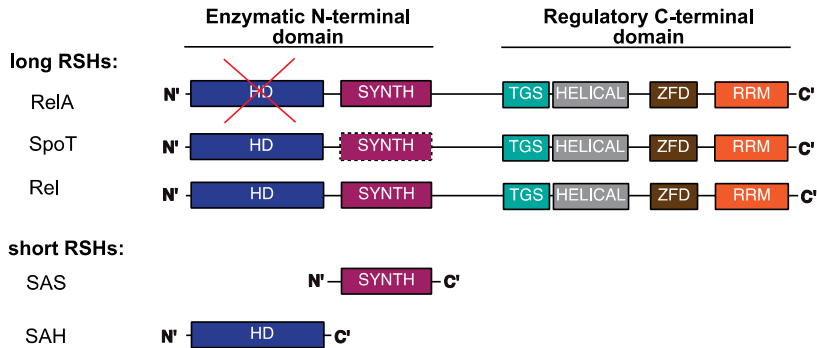 Enzymatic N-terminal domain
Regulatory C-terminal domain
long RSHs:
RelA N' HD SYNTH TGS HELICAL ZFD RRM C'
SpoT N' HD SYNTH TGS HELICAL ZFD RRM C'
Rel N' HD SYNTH TGS HELICAL ZFD RRM C'
short RSHs:
SAS N' SYNTH C'
SAH N' HD C'